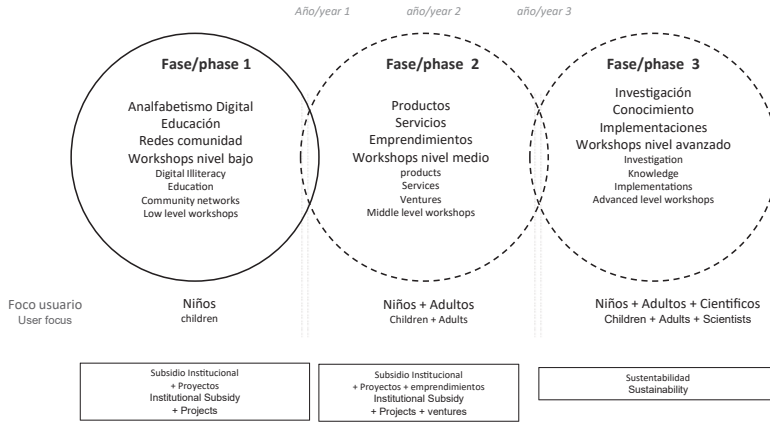 Año/year 1
año/year 2
año/year 3
Fase/phase 1
Analfabetismo Digital
Educación
Redes comunidad
Workshops nivel bajo
Digital Illiteracy
Education
Community networks
Low level workshops
Fase/phase 2
Productos
Servicios
Emprendimientos
Workshops nivel medio
products
Services
Ventures
Middle level workshops
Fase/phase 3
Investigación
Conocimiento
Implementaciones
Workshops nivel avanzado
Investigation
Knowledge
Implementations
Advanced level workshops
Foco usuario
User focus
Niños
children
Niños + Adultos
Children + Adults
Niños + Adultos + Científicos
Children + Adults + Scientists
Subsidio Institucional
+ Proyectos
Institutional Subsidy
+ Projects
Subsidio Institucional
+ Proyectos + emprendimientos
Institutional Subsidy
+ Projects + ventures
Sustentabilidad
Sustainability